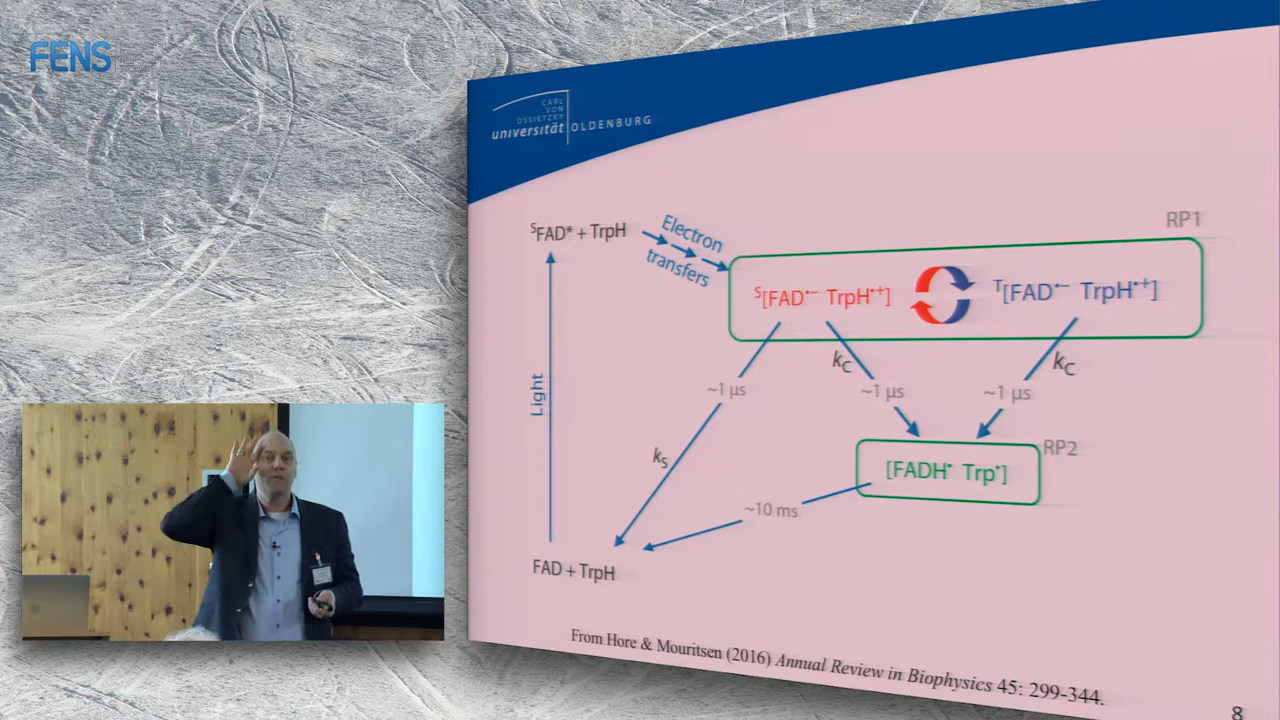 FENS
CARL
VON
OSSIETZKY
universität OLDENBURG
RP1
ˢFAD* + TrpH
Electron
transfers
ˢ[FAD•− TrpH•+]
ᵀ[FAD•− TrpH•+]
Light
kC
kC
~1 µs
~1 µs
~1 µs
kS
RP2
[FADH• Trp•]
~10 ms
FAD + TrpH
From Hore & Mouritsen (2016) Annual Review in Biophysics 45: 299-344.
8